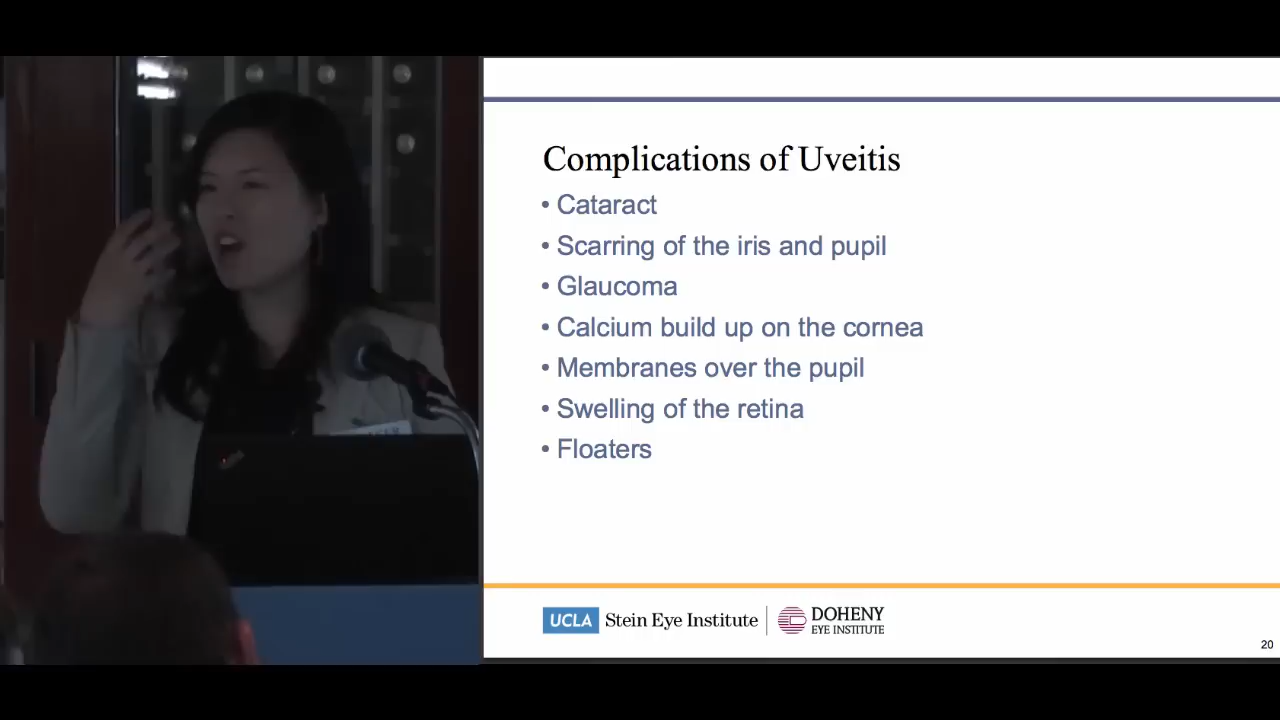 Complications of Uveitis
• Cataract
• Scarring of the iris and pupil
• Glaucoma
• Calcium build up on the cornea
• Membranes over the pupil
• Swelling of the retina
• Floaters
UCLA Stein Eye Institute | DOHENY EYE INSTITUTE
20